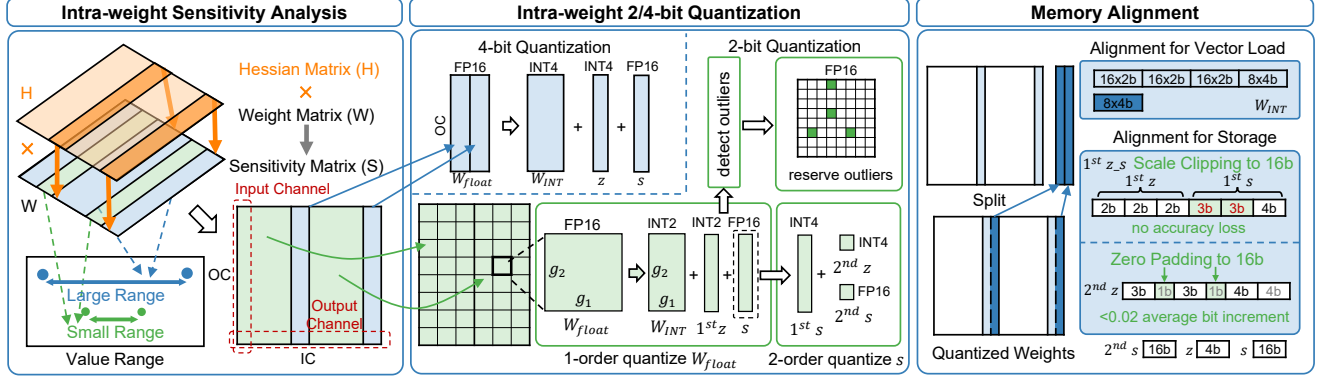 Intra-weight Sensitivity Analysis
H
×
W
Hessian Matrix (H)
×
Weight Matrix (W)
Sensitivity Matrix (S)
Input Channel
Large Range
Small Range
Value Range
OC
Output
Channel
IC
Intra-weight 2/4-bit Quantization
4-bit Quantization
FP16 INT4 INT4 FP16
OC
+ +
W_float W_INT z s
2-bit Quantization
detect outliers
FP16
reserve outliers
FP16 INT2 INT2 FP16
g_2 g_2
g_1 g_1
+ +
W_float W_INT 1^st z s
1-order quantize W_float
INT4
+
INT4
2^nd z
FP16
2^nd s
1^st s
2-order quantize s
Memory Alignment
Split
Quantized Weights
Alignment for Vector Load
16x2b 16x2b 16x2b 8x4b
8x4b W_INT
Alignment for Storage
1^st z_s Scale Clipping to 16b
1^st z 1^st s
2b 2b 2b 3b 3b 4b
no accuracy loss
Zero Padding to 16b
2^nd z 3b 1b 3b 1b 4b 4b
<0.02 average bit increment
2^nd s 16b z 4b s 16b